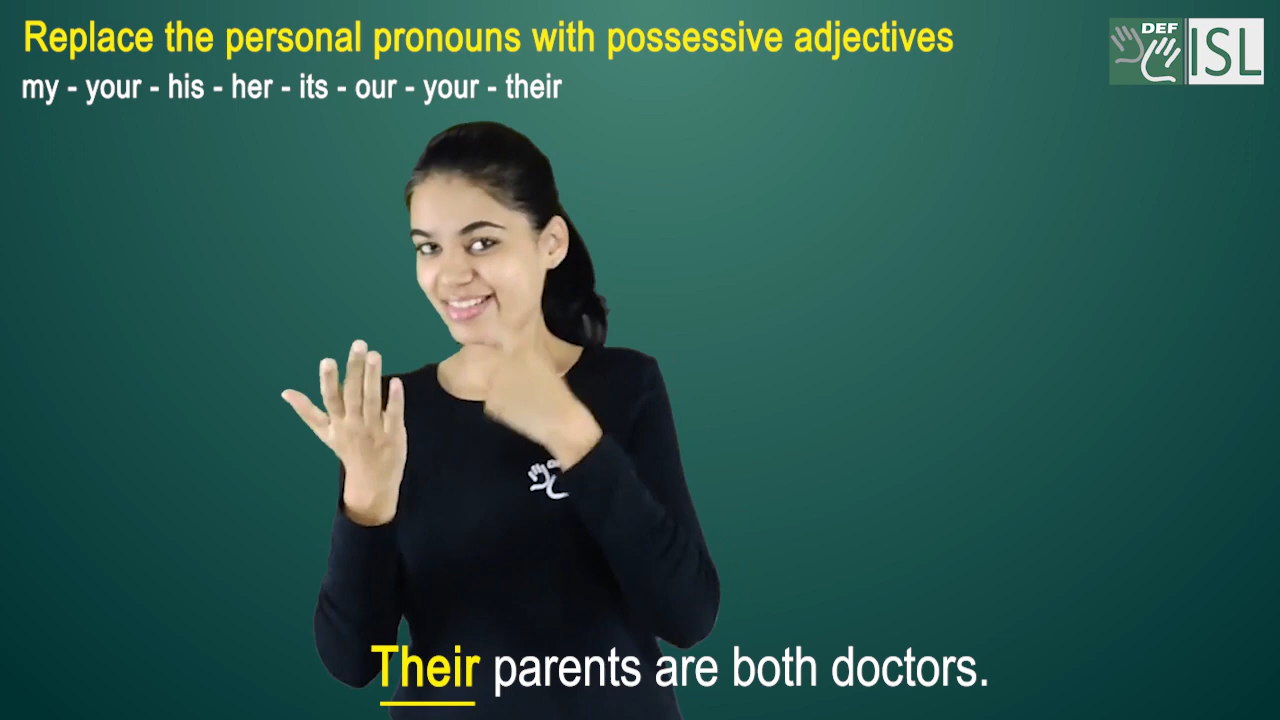 Replace the personal pronouns with possessive adjectives
my - your - his - her - its - our - your - their
DEF
ISL
Their parents are both doctors.